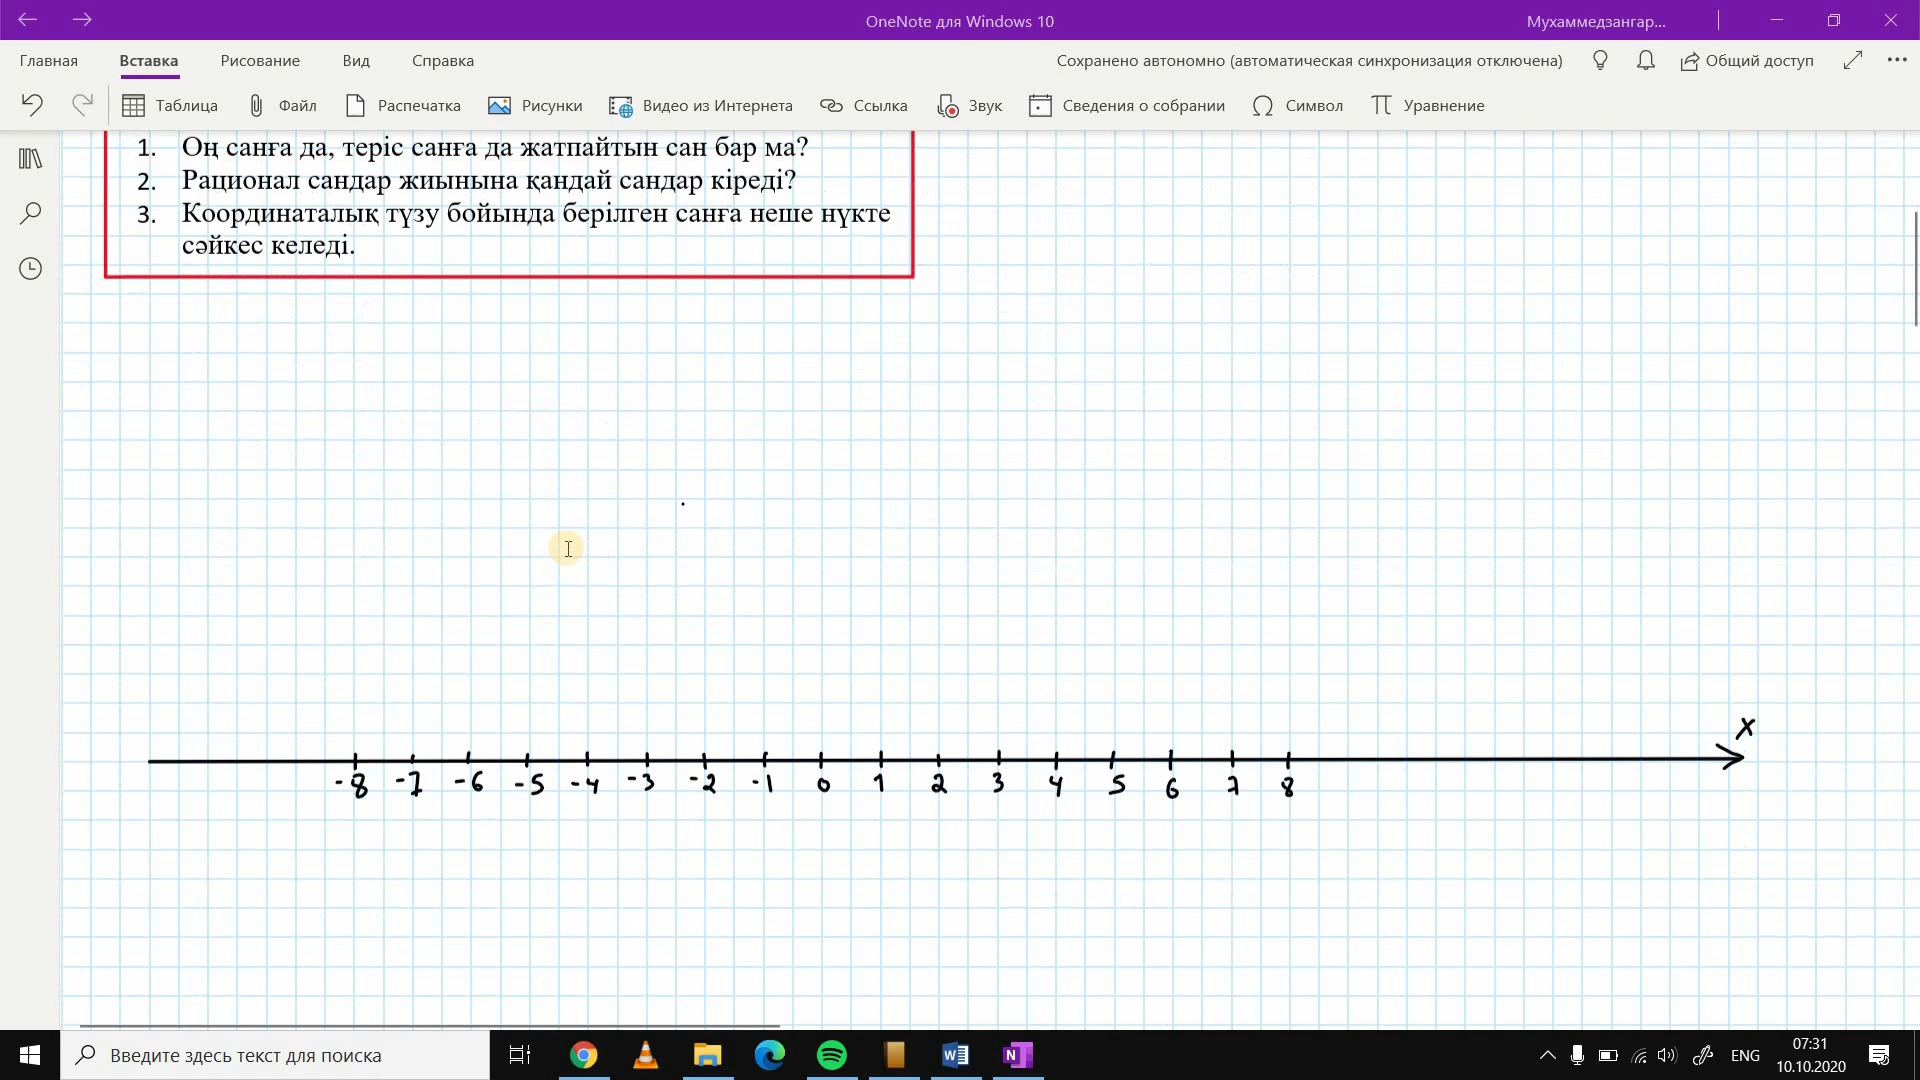 OneNote для Windows 10
Мухаммедзангар...
Главная
Вставка
Рисование
Вид
Справка
Сохранено автономно (автоматическая синхронизация отключена)
Общий доступ
Таблица
Файл
Распечатка
Рисунки
Видео из Интернета
Ссылка
Звук
Сведения о собрании
Символ
Уравнение
1. Оң санға да, теріс санға да жатпайтын сан бар ма?
2. Рационал сандар жиынына қандай сандар кіреді?
3. Координаталық түзу бойында берілген санға неше нүкте
сәйкес келеді.
x
-8 -7 -6 -5 -4 -3 -2 -1 0 1 2 3 4 5 6 7 8
Введите здесь текст для поиска
ENG
07:31
10.10.2020